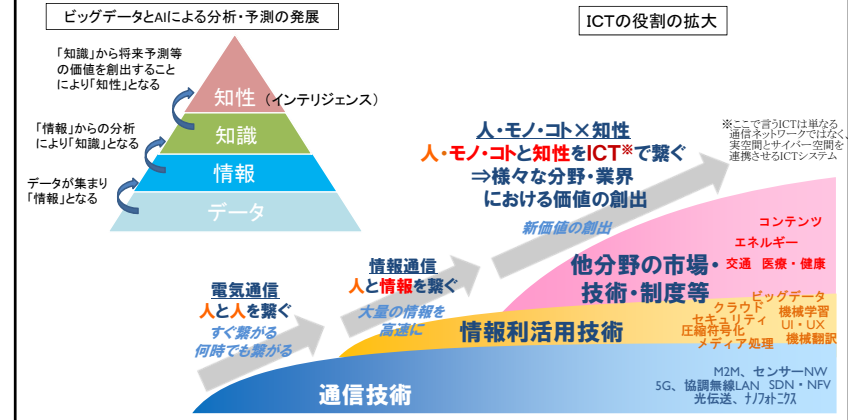 ビッグデータとAIによる分析・予測の発展
「知識」から将来予測等
の価値を創出すること
により「知性」となる
知性 (インテリジェンス)
「情報」からの分析
により「知識」となる
知識
情報
データが集まり
「情報」となる
データ
ICTの役割の拡大
※ここで言うICTは単なる
通信ネットワークではなく、
実空間とサイバー空間を
連携させるICTシステム
人・モノ・コト×知性
人・モノ・コトと知性をICT※で繋ぐ
⇒様々な分野・業界
における価値の創出
新価値の創出
情報通信
人と情報を繋ぐ
大量の情報を
高速に
電気通信
人と人を繋ぐ
すぐ繋がる
何時でも繋がる
コンテンツ
エネルギー
交通 医療・健康
他分野の市場・
技術・制度等
ビッグデータ
クラウド 機械学習
セキュリティ UI・UX
圧縮符号化 機械翻訳
メディア処理
情報利活用技術
通信技術
M2M、センサーNW
5G、協調無線LAN SDN・NFV
光伝送、ナノフォトニクス